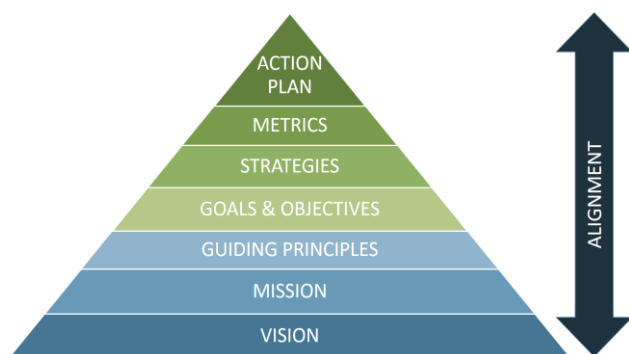 ACTION
PLAN
METRICS
STRATEGIES
GOALS & OBJECTIVES
GUIDING PRINCIPLES
MISSION
VISION
ALIGNMENT